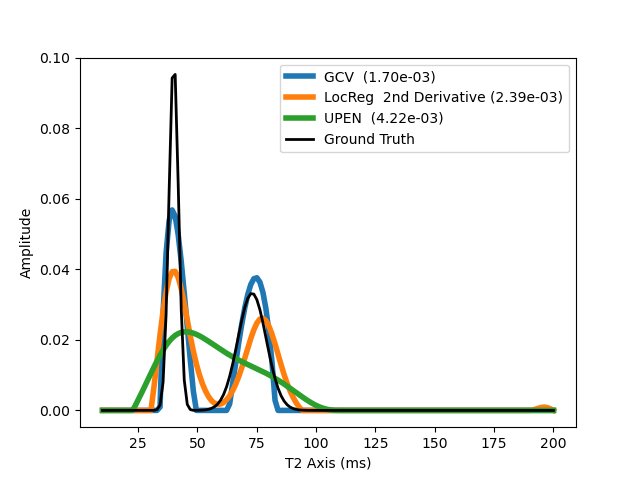 0.10
0.08
0.06
0.04
0.02
0.00
Amplitude
GCV  (1.70e-03)
LocReg  2nd Derivative (2.39e-03)
UPEN  (4.22e-03)
Ground Truth
25 50 75 100 125 150 175 200
T2 Axis (ms)